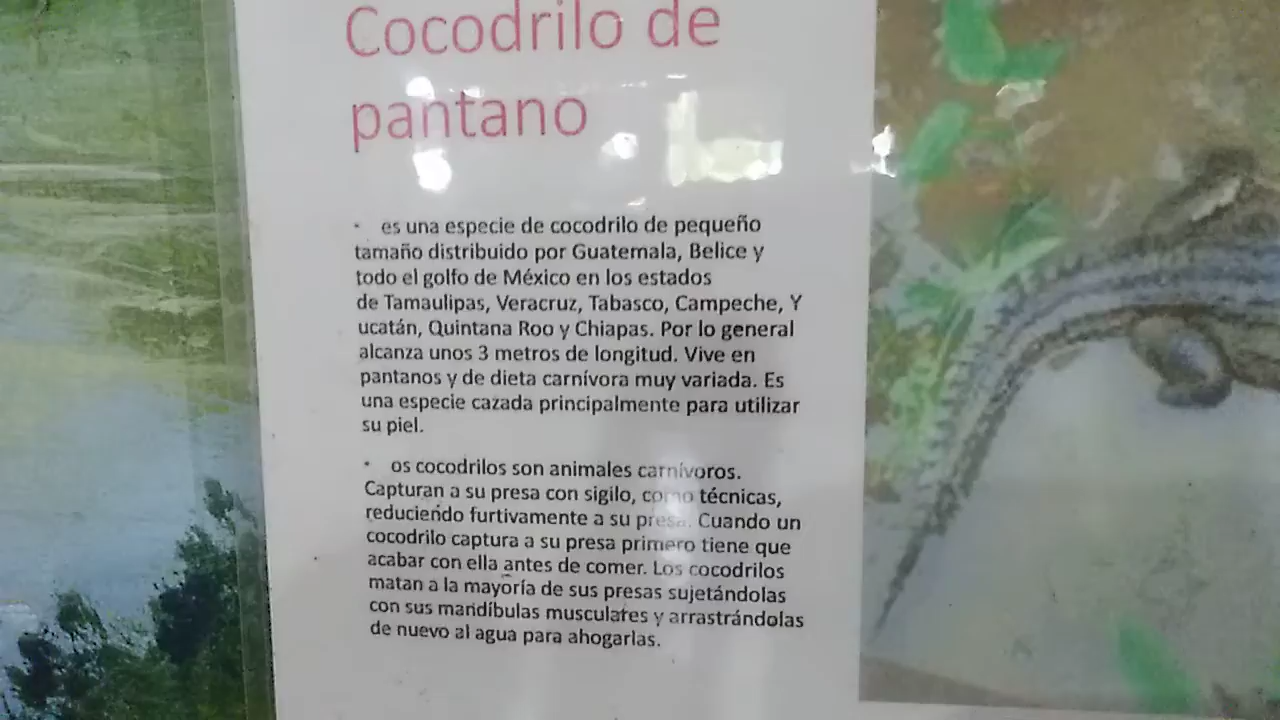 Cocodrilo de
pantano
• es una especie de cocodrilo de pequeño
tamaño distribuido por Guatemala, Belice y
todo el golfo de México en los estados
de Tamaulipas, Veracruz, Tabasco, Campeche, Y
ucatán, Quintana Roo y Chiapas. Por lo general
alcanza unos 3 metros de longitud. Vive en
pantanos y de dieta carnívora muy variada. Es
una especie cazada principalmente para utilizar
su piel.
• os cocodrilos son animales carnívoros.
Capturan a su presa con sigilo, como técnicas,
reduciendo furtivamente a su presa. Cuando un
cocodrilo captura a su presa primero tiene que
acabar con ella antes de comer. Los cocodrilos
matan a la mayoría de sus presas sujetándolas
con sus mandíbulas musculares y arrastrándolas
de nuevo al agua para ahogarlas.